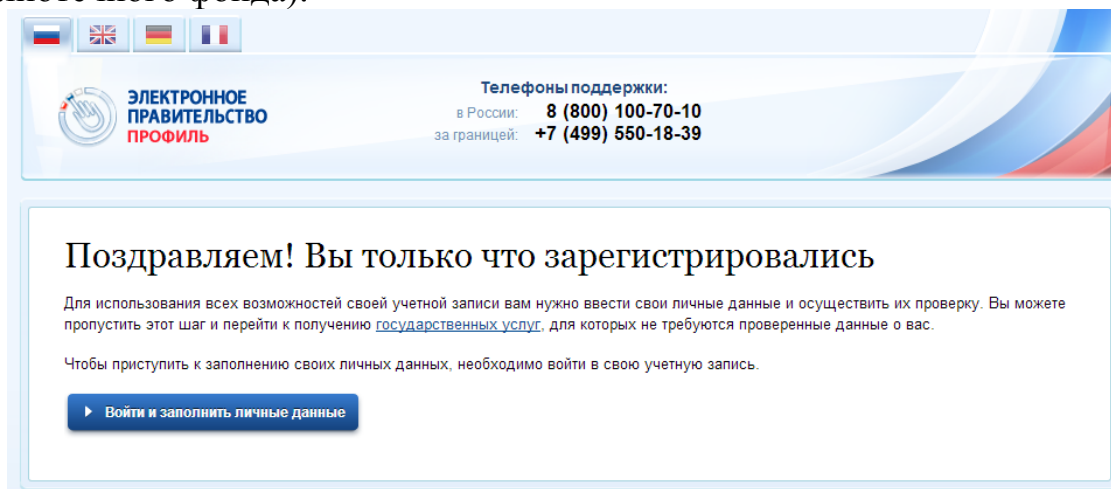 фонда).
ЭЛЕКТРОННОЕ
ПРАВИТЕЛЬСТВО
ПРОФИЛЬ
Телефоны поддержки:
в России: 8 (800) 100-70-10
за границей: +7 (499) 550-18-39
Поздравляем! Вы только что зарегистрировались
Для использования всех возможностей своей учетной записи вам нужно ввести свои личные данные и осуществить их проверку. Вы можете
пропустить этот шаг и перейти к получению государственных услуг, для которых не требуются проверенные данные о вас.
Чтобы приступить к заполнению своих личных данных, необходимо войти в свою учетную запись.
Войти и заполнить личные данные